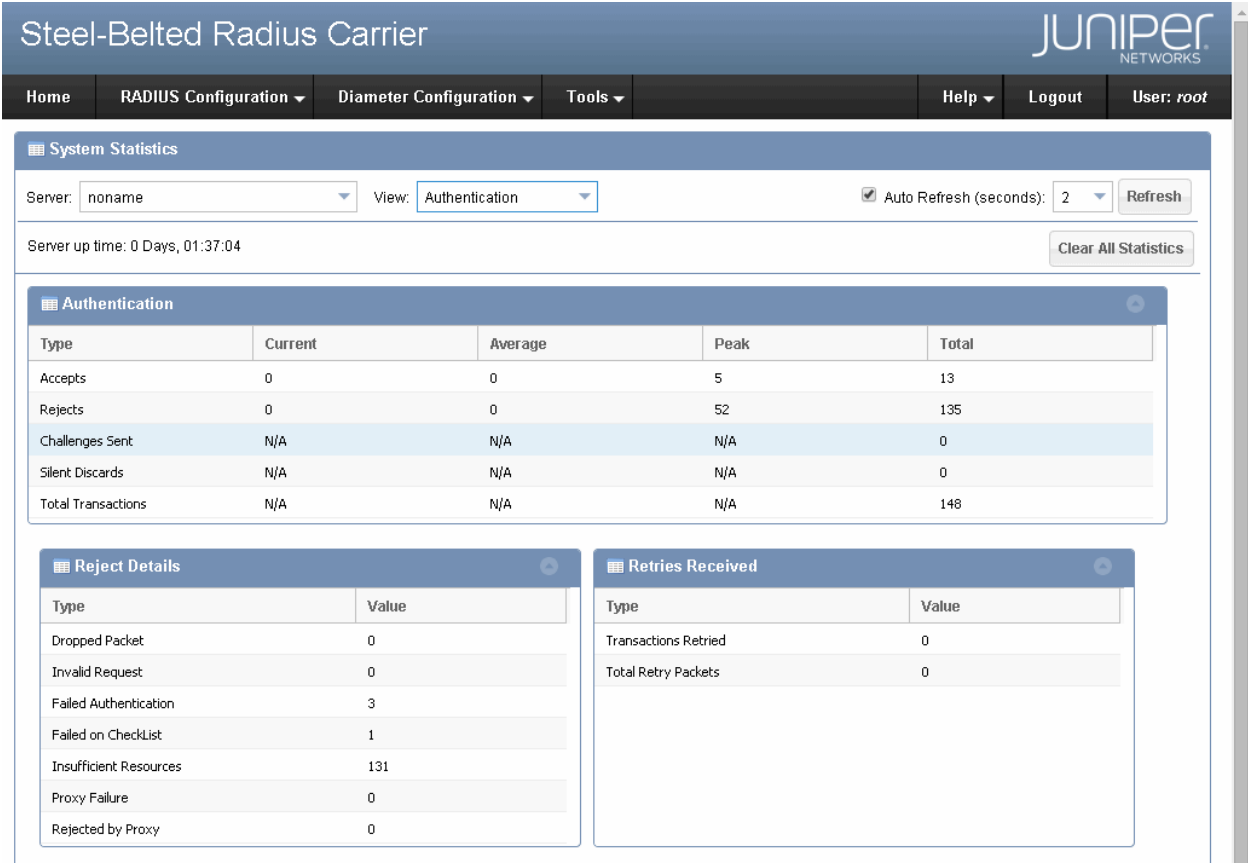 Steel-Belted Radius Carrier
JUNIPER NETWORKS
Home RADIUS Configuration Diameter Configuration Tools Help Logout User: root
System Statistics
Server: noname View: Authentication Auto Refresh (seconds): 2 Refresh
Server up time: 0 Days, 01:37:04 Clear All Statistics
Authentication
Type Current Average Peak Total
Accepts 0 0 5 13
Rejects 0 0 52 135
Challenges Sent N/A N/A N/A 0
Silent Discards N/A N/A N/A 0
Total Transactions N/A N/A N/A 148
Reject Details
Type Value
Dropped Packet 0
Invalid Request 0
Failed Authentication 3
Failed on CheckList 1
Insufficient Resources 131
Proxy Failure 0
Rejected by Proxy 0
Retries Received
Type Value
Transactions Retried 0
Total Retry Packets 0